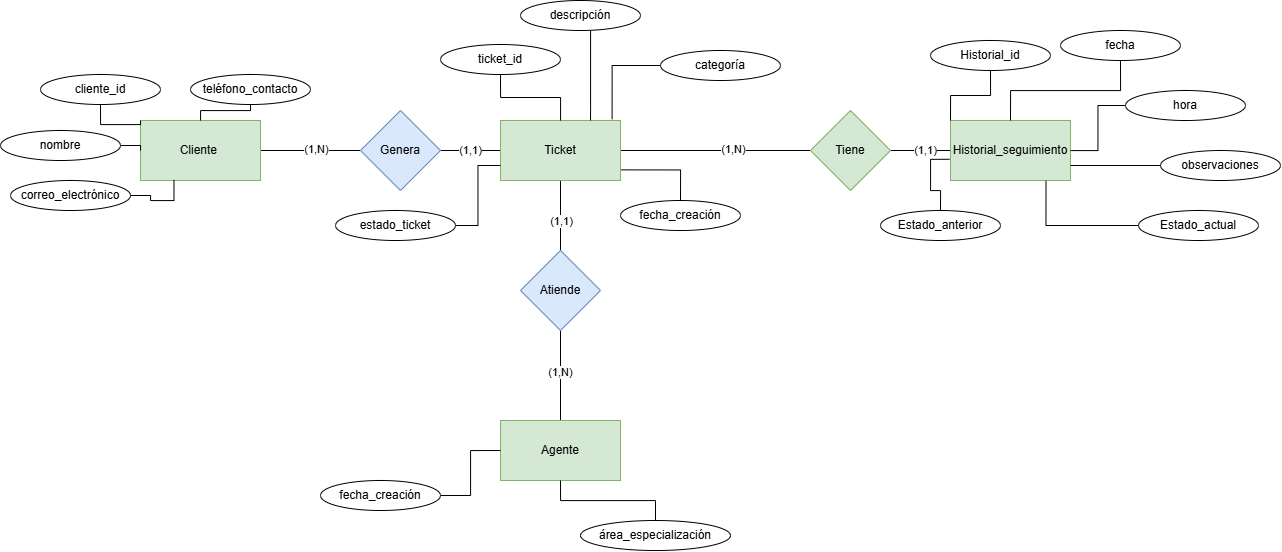 descripción
ticket_id
categoría
Historial_id
fecha
cliente_id
teléfono_contacto
hora
nombre
Cliente
(1,N)
Genera
(1,1)
Ticket
(1,N)
Tiene
(1,1)
Historial_seguimiento
observaciones
correo_electrónico
estado_ticket
(1,1)
fecha_creación
Estado_anterior
Estado_actual
Atiende
(1,N)
Agente
fecha_creación
área_especialización